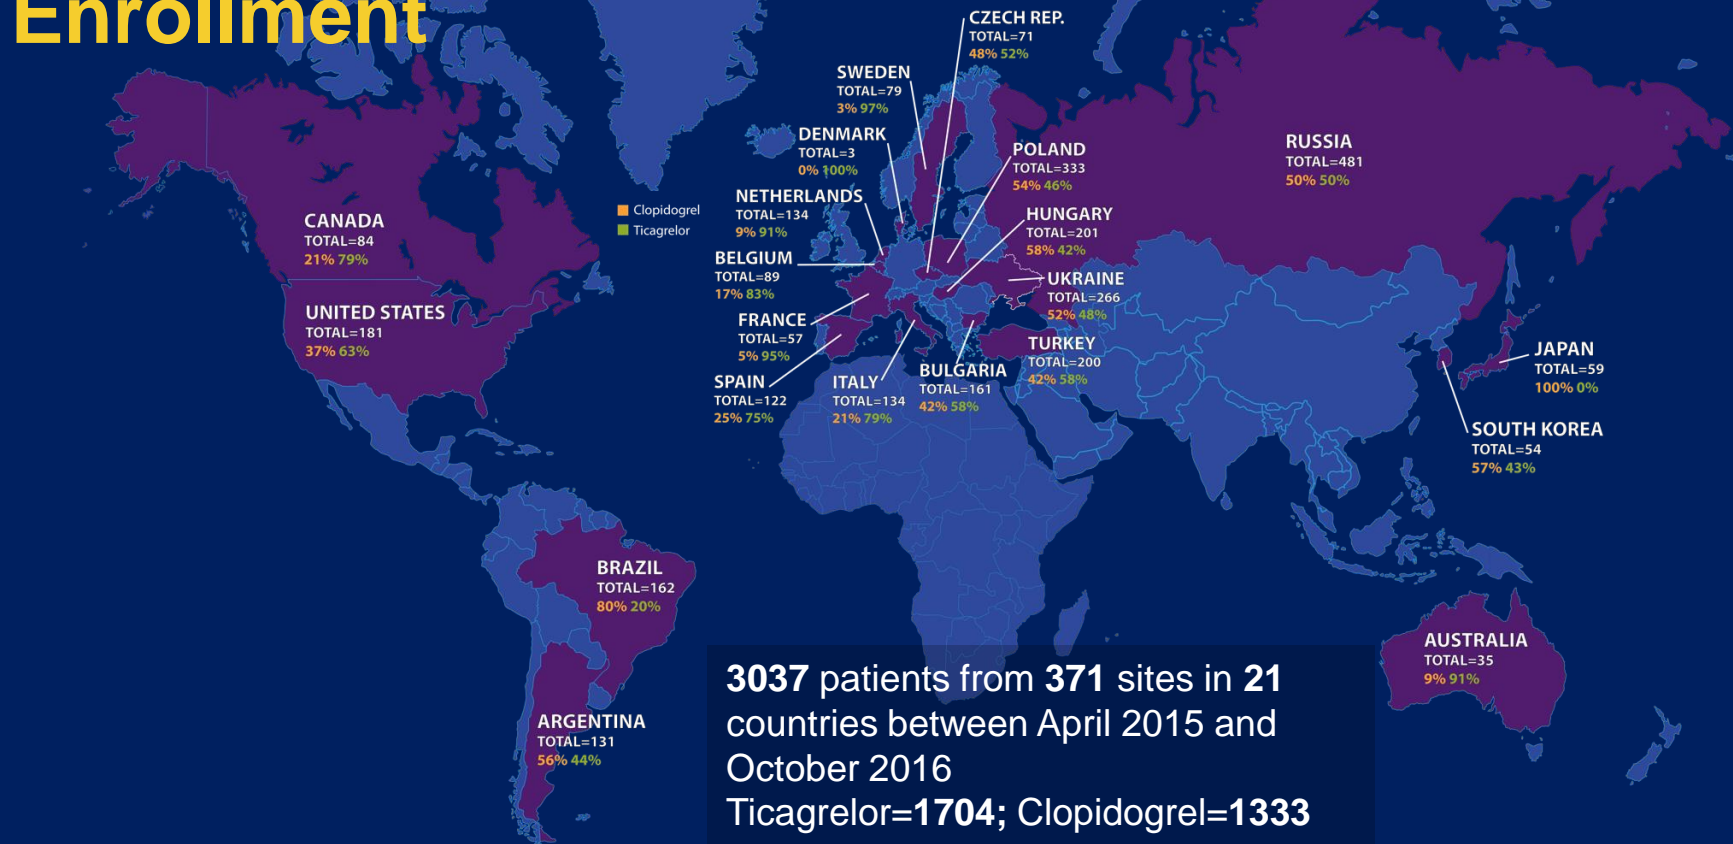 Enrollment
CZECH REP.
TOTAL=71
48% 52%
SWEDEN
TOTAL=79
3% 97%
DENMARK
TOTAL=3
0% 100%
NETHERLANDS
TOTAL=134
9% 91%
BELGIUM
TOTAL=89
17% 83%
FRANCE
TOTAL=57
5% 95%
SPAIN
TOTAL=122
25% 75%
ITALY
TOTAL=134
21% 79%
BULGARIA
TOTAL=161
42% 58%
POLAND
TOTAL=333
54% 46%
HUNGARY
TOTAL=201
58% 42%
UKRAINE
TOTAL=266
52% 48%
TURKEY
TOTAL=200
42% 58%
RUSSIA
TOTAL=481
50% 50%
Clopidogrel
Ticagrelor
CANADA
TOTAL=84
21% 79%
UNITED STATES
TOTAL=181
37% 63%
JAPAN
TOTAL=59
100% 0%
SOUTH KOREA
TOTAL=54
57% 43%
BRAZIL
TOTAL=162
80% 20%
ARGENTINA
TOTAL=131
56% 44%
AUSTRALIA
TOTAL=35
9% 91%
3037 patients from 371 sites in 21
countries between April 2015 and
October 2016
Ticagrelor=1704; Clopidogrel=1333